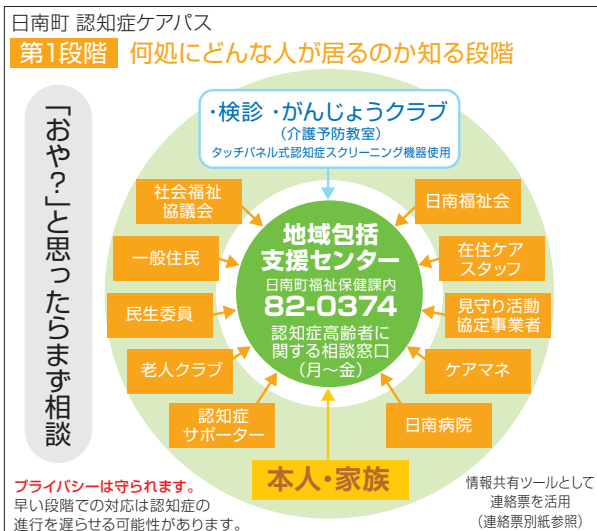 日南町 認知症ケアパス
第1段階 何処にどんな人が居るのか知る段階
「おや?」と思ったらまず相談
・検診 ・がんじょうクラブ
(介護予防教室)
タッチパネル式認知症スクリーニング機器使用
社会福祉
協議会
一般住民
民生委員
老人クラブ
認知症
サポーター
地域包括
支援センター
日南町福祉保健課内
82-0374
認知症高齢者に
関する相談窓口
(月〜金)
日南福祉会
在住ケア
スタッフ
見守り活動
協定事業者
ケアマネ
日南病院
本人・家族
プライバシーは守られます。
早い段階での対応は認知症の
進行を遅らせる可能性があります。
情報共有ツールとして
連絡票を活用
(連絡票別紙参照)